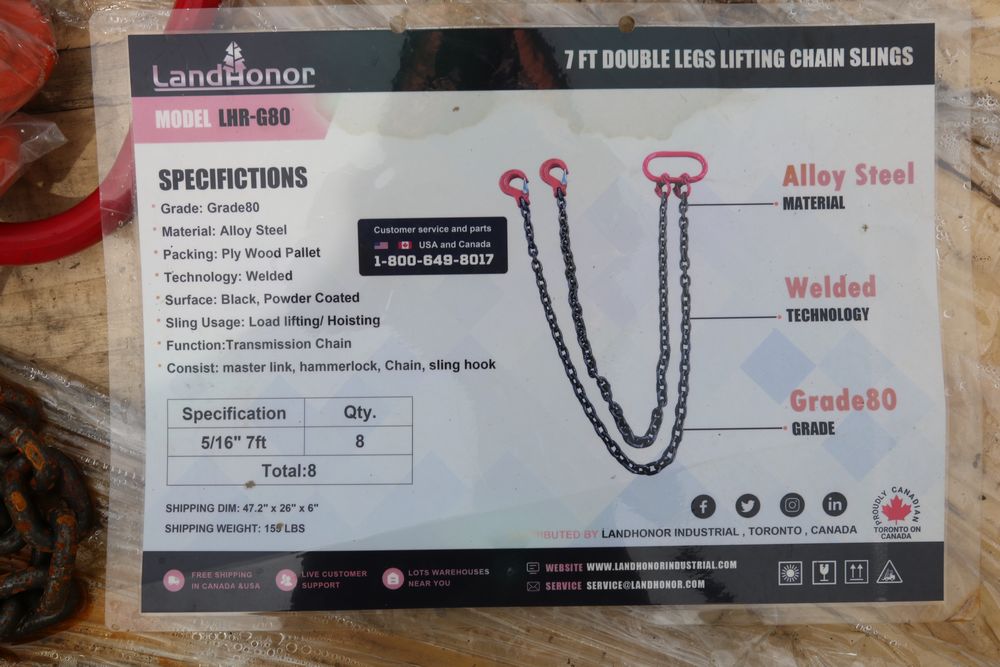 LandHonor
7 FT DOUBLE LEGS LIFTING CHAIN SLINGS
MODEL LHR-G80
SPECIFICTIONS
Grade: Grade80
Material: Alloy Steel
Packing: Ply Wood Pallet
Technology: Welded
Surface: Black, Powder Coated
Sling Usage: Load lifting/ Hoisting
Function:Transmission Chain
Consist: master link, hammerlock, Chain, sling hook
Customer service and parts
USA and Canada
1-800-649-8017
Alloy Steel
MATERIAL
Welded
TECHNOLOGY
Grade80
GRADE
Specification Qty.
5/16" 7ft 8
Total:8
SHIPPING DIM: 47.2" x 26" x 6"
SHIPPING WEIGHT: 155 LBS
PROUDLY CANADIAN
TORONTO ON
CANADA
BY LANDHONOR INDUSTRIAL , TORONTO , CANADA
FREE SHIPPING
IN CANADA &USA
LIVE CUSTOMER
SUPPORT
LOTS WAREHOUSES
NEAR YOU
WEBSITE WWW.LANDHONORINDUSTRIAL.COM
SERVICE SERVICE@LANDHONOR.COM